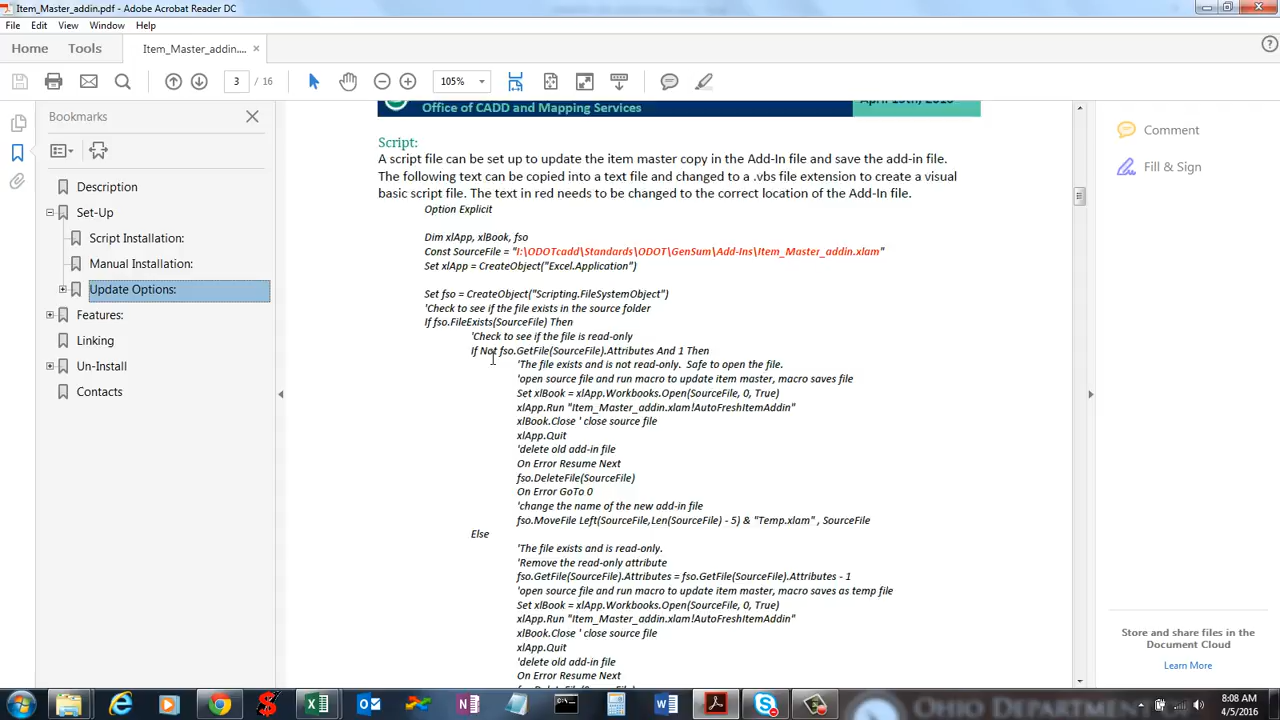 Item_Master_addin.pdf - Adobe Acrobat Reader DC
File Edit View Window Help
Home Tools Item_Master_addin....
3 / 16 105%
Bookmarks
Description
Set-Up
Script Installation:
Manual Installation:
Update Options:
Features:
Linking
Un-Install
Contacts
Office of CADD and Mapping Services
Script:
A script file can be set up to update the item master copy in the Add-In file and save the add-in file.
The following text can be copied into a text file and changed to a .vbs file extension to create a visual
basic script file. The text in red needs to be changed to the correct location of the Add-In file.
Option Explicit
Dim xlApp, xlBook, fso
Const SourceFile = "I:\ODOTcadd\Standards\ODOT\GenSum\Add-Ins\Item_Master_addin.xlam"
Set xlApp = CreateObject("Excel.Application")
Set fso = CreateObject("Scripting.FileSystemObject")
'Check to see if the file exists in the source folder
If fso.FileExists(SourceFile) Then
'Check to see if the file is read-only
If Not fso.GetFile(SourceFile).Attributes And 1 Then
'The file exists and is not read-only. Safe to open the file.
'open source file and run macro to update item master, macro saves file
Set xlBook = xlApp.Workbooks.Open(SourceFile, 0, True)
xlApp.Run "Item_Master_addin.xlam!AutoFreshItemAddin"
xlBook.Close ' close source file
xlApp.Quit
'delete old add-in file
On Error Resume Next
fso.DeleteFile(SourceFile)
On Error GoTo 0
'change the name of the new add-in file
fso.MoveFile Left(SourceFile,Len(SourceFile) - 5) & "Temp.xlam" , SourceFile
Else
'The file exists and is read-only.
'Remove the read-only attribute
fso.GetFile(SourceFile).Attributes = fso.GetFile(SourceFile).Attributes - 1
'open source file and run macro to update item master, macro saves as temp file
Set xlBook = xlApp.Workbooks.Open(SourceFile, 0, True)
xlApp.Run "Item_Master_addin.xlam!AutoFreshItemAddin"
xlBook.Close ' close source file
xlApp.Quit
'delete old add-in file
On Error Resume Next
Comment
Fill & Sign
Store and share files in the
Document Cloud
Learn More
8:08 AM
4/5/2016